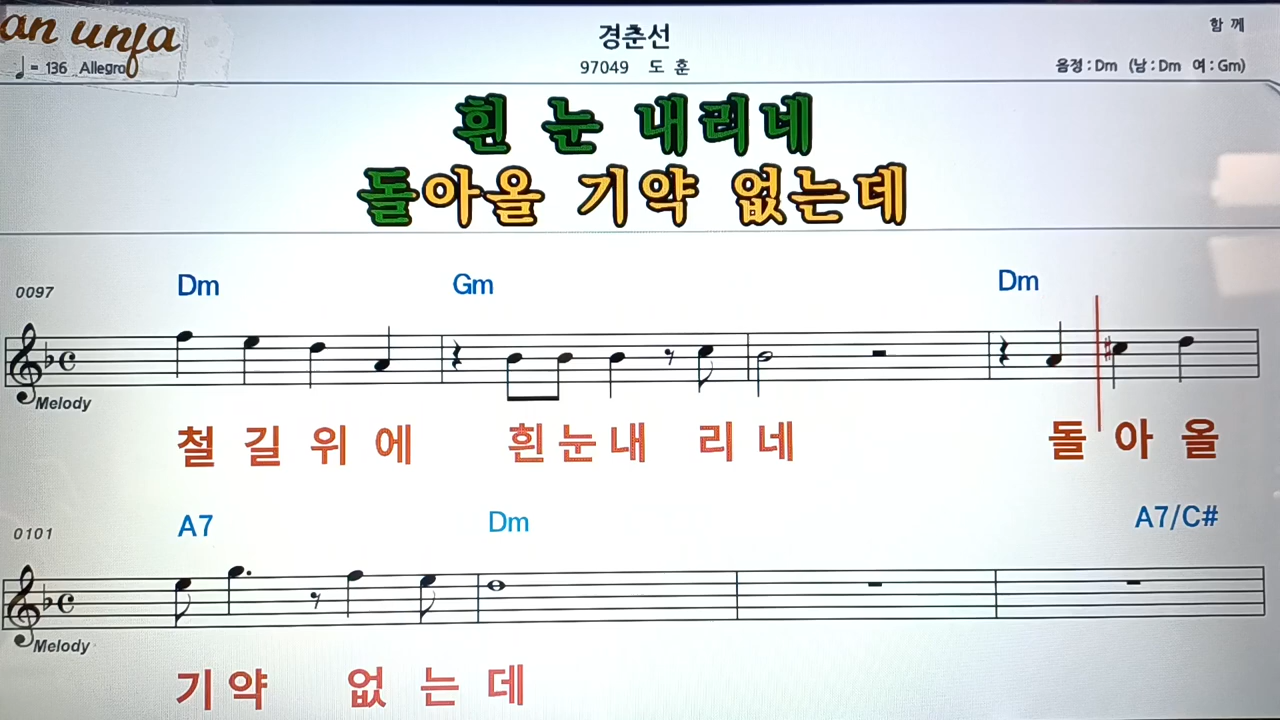 an unfa
경춘선
함 께
♩ = 136 Allegro
97049 도 훈
음정 : Dm (남 : Dm 여 : Gm)
흰 눈 내리네
돌아올 기약 없는데
0097
Dm Gm Dm
Melody
철 길 위 에 흰 눈 내 리 네 돌 아 올
0101
A7 Dm A7/C#
Melody
기 약 없 는 데